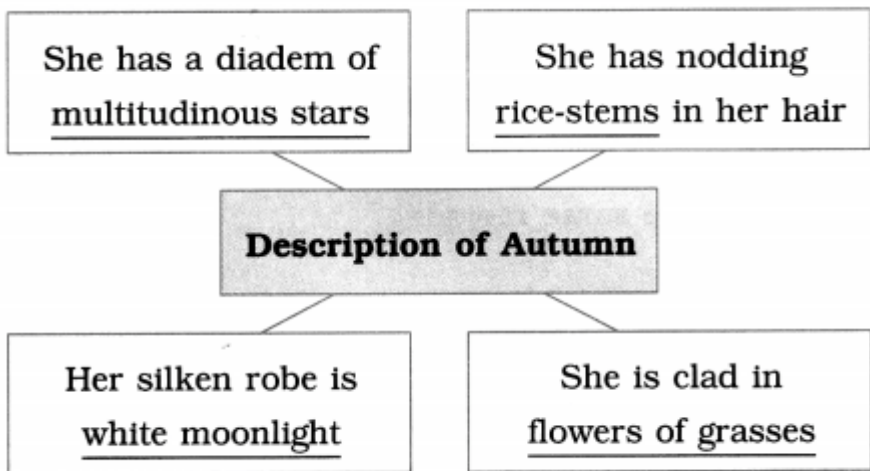 She has a diadem of
multitudinous stars
She has nodding
rice-stems in her hair
Description of Autumn
Her silken robe is
white moonlight
She is clad in
flowers of grasses